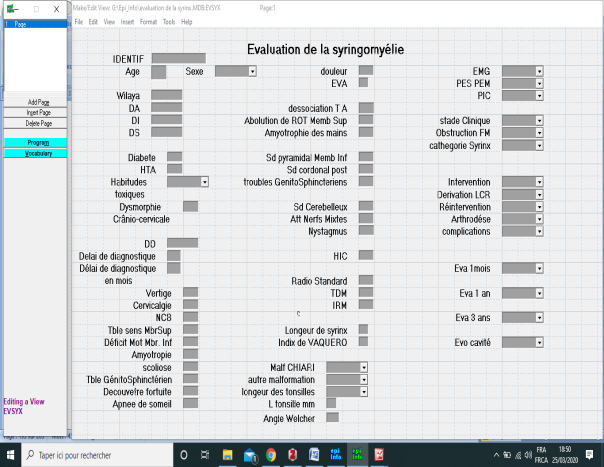 Make/Edit View: G:\Epi_Info\evaluation de la syrinx.MDB:EVSYX Page:1
File Edit View Insert Format Tools Help
1 Page
Add Page
Insert Page
Delete Page
Program
Vocabulary
Editing a View
EVSYX
Evaluation de la syringomyélie
IDENTIF
Age Sexe
Wilaya
DA
DI
DS
Diabete
HTA
Habitudes
toxiques
Dysmorphie
Crânio-cervicale
DD
Delai de diagnostique
Délai de diagnostique
en mois
Vertige
Cervicalgie
NCB
Tble sens MbrSup
Déficit Mot Mbr. Inf
Amyotropie
scoliose
Tble GénitoSphinctérien
Decouvetre fortuite
Apnee de someil
douleur
EVA
dessociation T A
Abolution de ROT Memb Sup
Amyotrophie des mains
Sd pyramidal Memb Inf
Sd cordonal post
troubles GenitoSphincteriens
Sd Cerebelleux
Att Nerfs Mixtes
Nystagmus
HIC
Radio Standard
TDM
IRM
Longeur de syrinx
Indix de VAQUERO
Malf CHIARI
autre malformation
longeur des tonsilles
L tonsille mm
Angle Welcher
EMG
PES PEM
PIC
stade Clinique
Obstruction FM
cathegorie Syrinx
Intervention
Derivation LCR
Réintervention
Arthrodése
complications
Eva 1mois
Eva 1 an
Eva 3 ans
Evo cavité
Taper ici pour rechercher
epi info
epi info
FRA
FRCA
18:50
25/03/2020